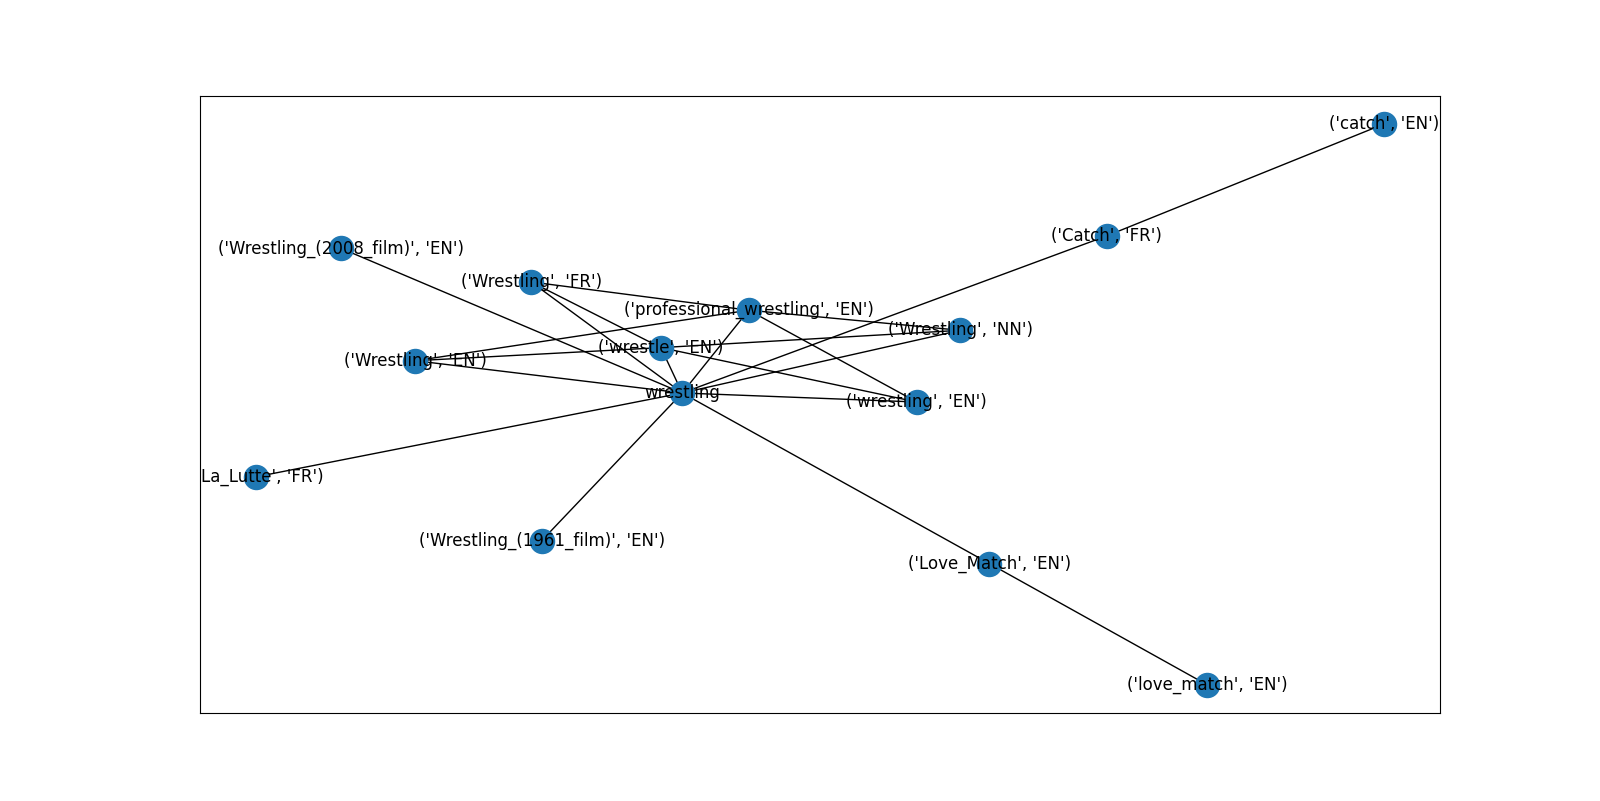 ('catch', 'EN')
('Catch', 'FR')
('Wrestling_(2008_film)', 'EN')
('Wrestling', 'FR')
('professional_wrestling', 'EN')
('Wrestling', 'NN')
('wrestle', 'EN')
('Wrestling', 'EN')
wrestling
('wrestling', 'EN')
La_Lutte', 'FR')
('Wrestling_(1961_film)', 'EN')
('Love_Match', 'EN')
('love_match', 'EN')